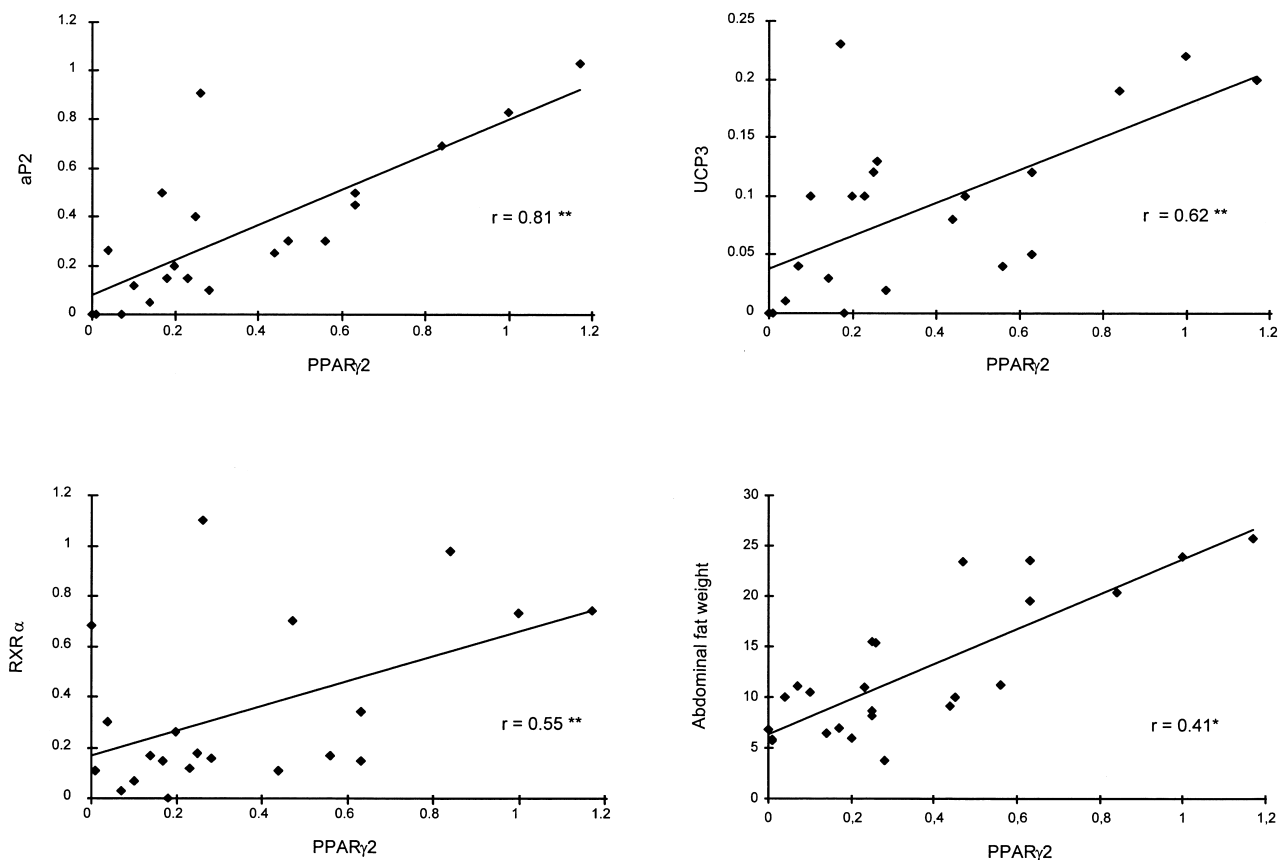 1.2
1
0.8
0.6
0.4
0.2
0
aP2
r = 0.81 **
0 0.2 0.4 0.6 0.8 1 1.2
PPARγ2
0.25
0.2
0.15
0.1
0.05
0
UCP3
r = 0.62 **
0 0.2 0.4 0.6 0.8 1 1.2
PPARγ2
1.2
1
0.8
0.6
0.4
0.2
0
RXR α
r = 0.55 **
0 0.2 0.4 0.6 0.8 1 1.2
PPARγ2
30
25
20
15
10
5
0
Abdominal fat weight
r = 0.41*
0 0,2 0,4 0,6 0,8 1 1,2
PPARγ2